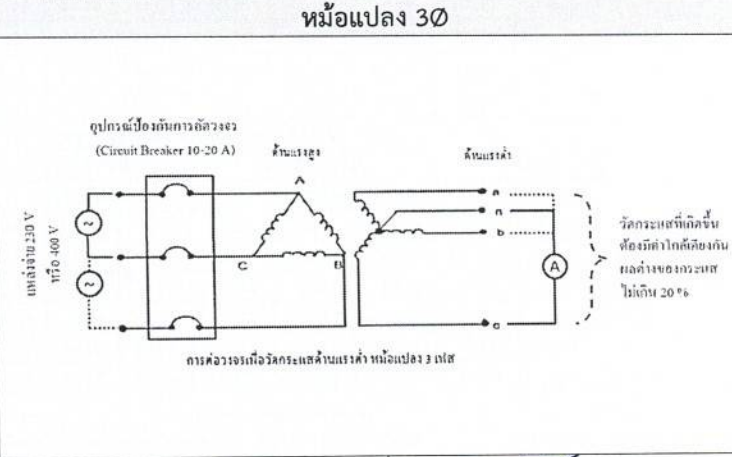 หม้อแปลง 3Ø
อุปกรณ์ป้องกันการลัดวงจร
(Circuit Breaker 10-20 A)
ด้านแรงสูง
ด้านแรงต่ำ
A
C
B
a
n
b
c
A
~
~
แหล่งจ่าย 230 V
หรือ 400 V
วัดกระแสที่เกิดขึ้น
ต้องมีค่าใกล้เคียงกัน
ผลต่างของกระแส
ไม่เกิน 20 %
การต่อวงจรเพื่อวัดกระแสด้านแรงต่ำ หม้อแปลง 3 เฟส